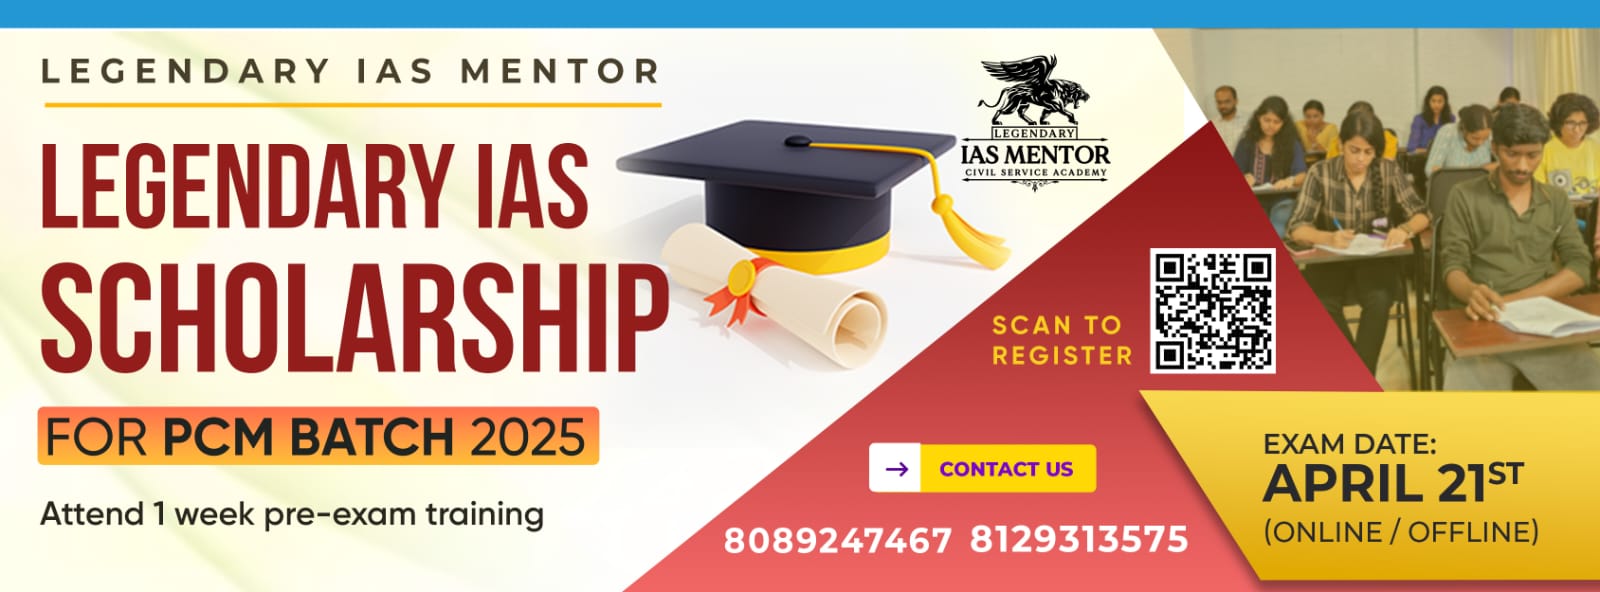 LEGENDARY IAS MENTOR
LEGENDARY IAS
SCHOLARSHIP
FOR PCM BATCH 2025
Attend 1 week pre-exam training
LEGENDARY
IAS MENTOR
CIVIL SERVICE ACADEMY
SCAN TO
REGISTER
→ CONTACT US
8089247467 8129313575
EXAM DATE:
APRIL 21ST
(ONLINE / OFFLINE)